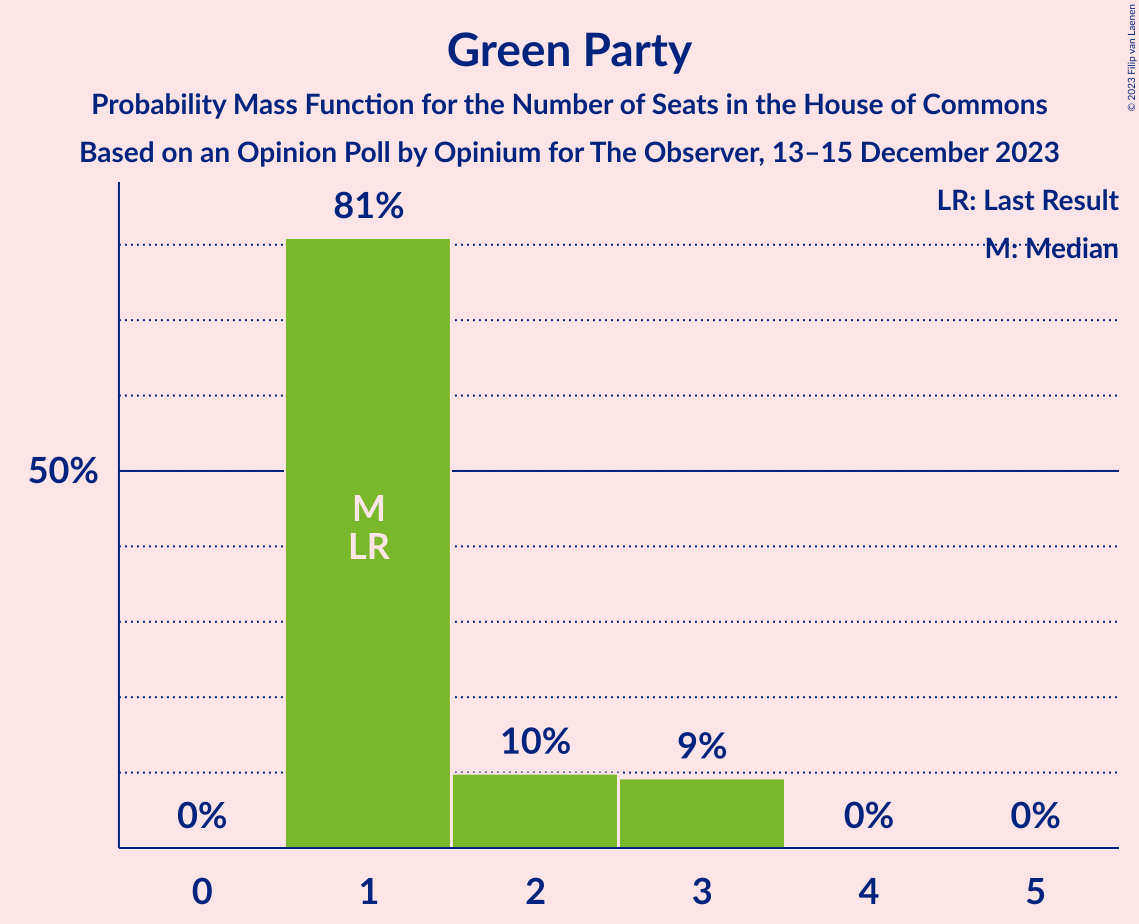 Green Party
Probability Mass Function for the Number of Seats in the House of Commons
Based on an Opinion Poll by Opinium for The Observer, 13–15 December 2023
© 2023 Filip van Laenen
LR: Last Result
M: Median
81%
50%
M
LR
10%
9%
0%
0%
0%
0
1
2
3
4
5